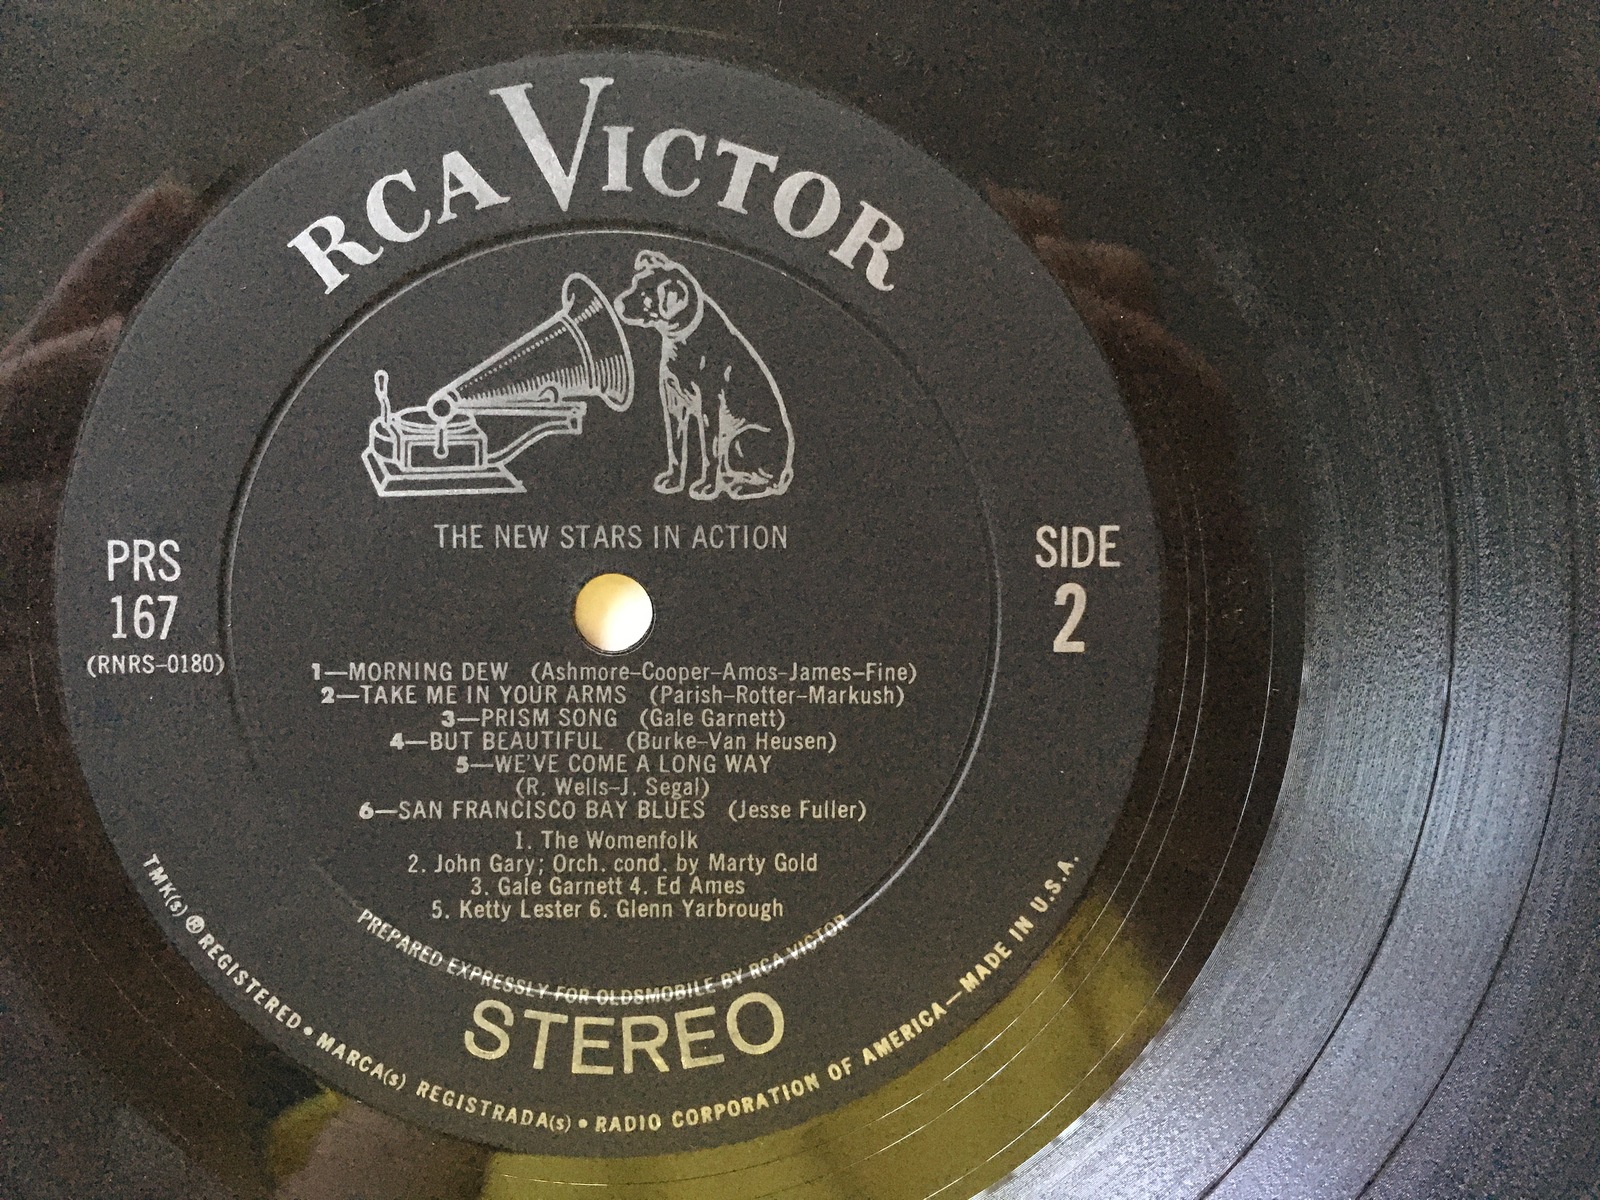 RCA VICTOR
THE NEW STARS IN ACTION
PRS
167
(RNRS-0180)
SIDE
2
1—MORNING DEW (Ashmore-Cooper-Amos-James-Fine)
2—TAKE ME IN YOUR ARMS (Parish-Rotter-Markush)
3—PRISM SONG (Gale Garnett)
4—BUT BEAUTIFUL (Burke-Van Heusen)
5—WE'VE COME A LONG WAY
(R. Wells-J. Segal)
6—SAN FRANCISCO BAY BLUES (Jesse Fuller)
1. The Womenfolk
2. John Gary; Orch. cond. by Marty Gold
3. Gale Garnett 4. Ed Ames
5. Ketty Lester 6. Glenn Yarbrough
PREPARED EXPRESSLY FOR OLDSMOBILE BY RCA VICTOR
STEREO
TMK(s) ® REGISTERED • MARCA(s) REGISTRADA(s) • RADIO CORPORATION OF AMERICA—MADE IN U.S.A.